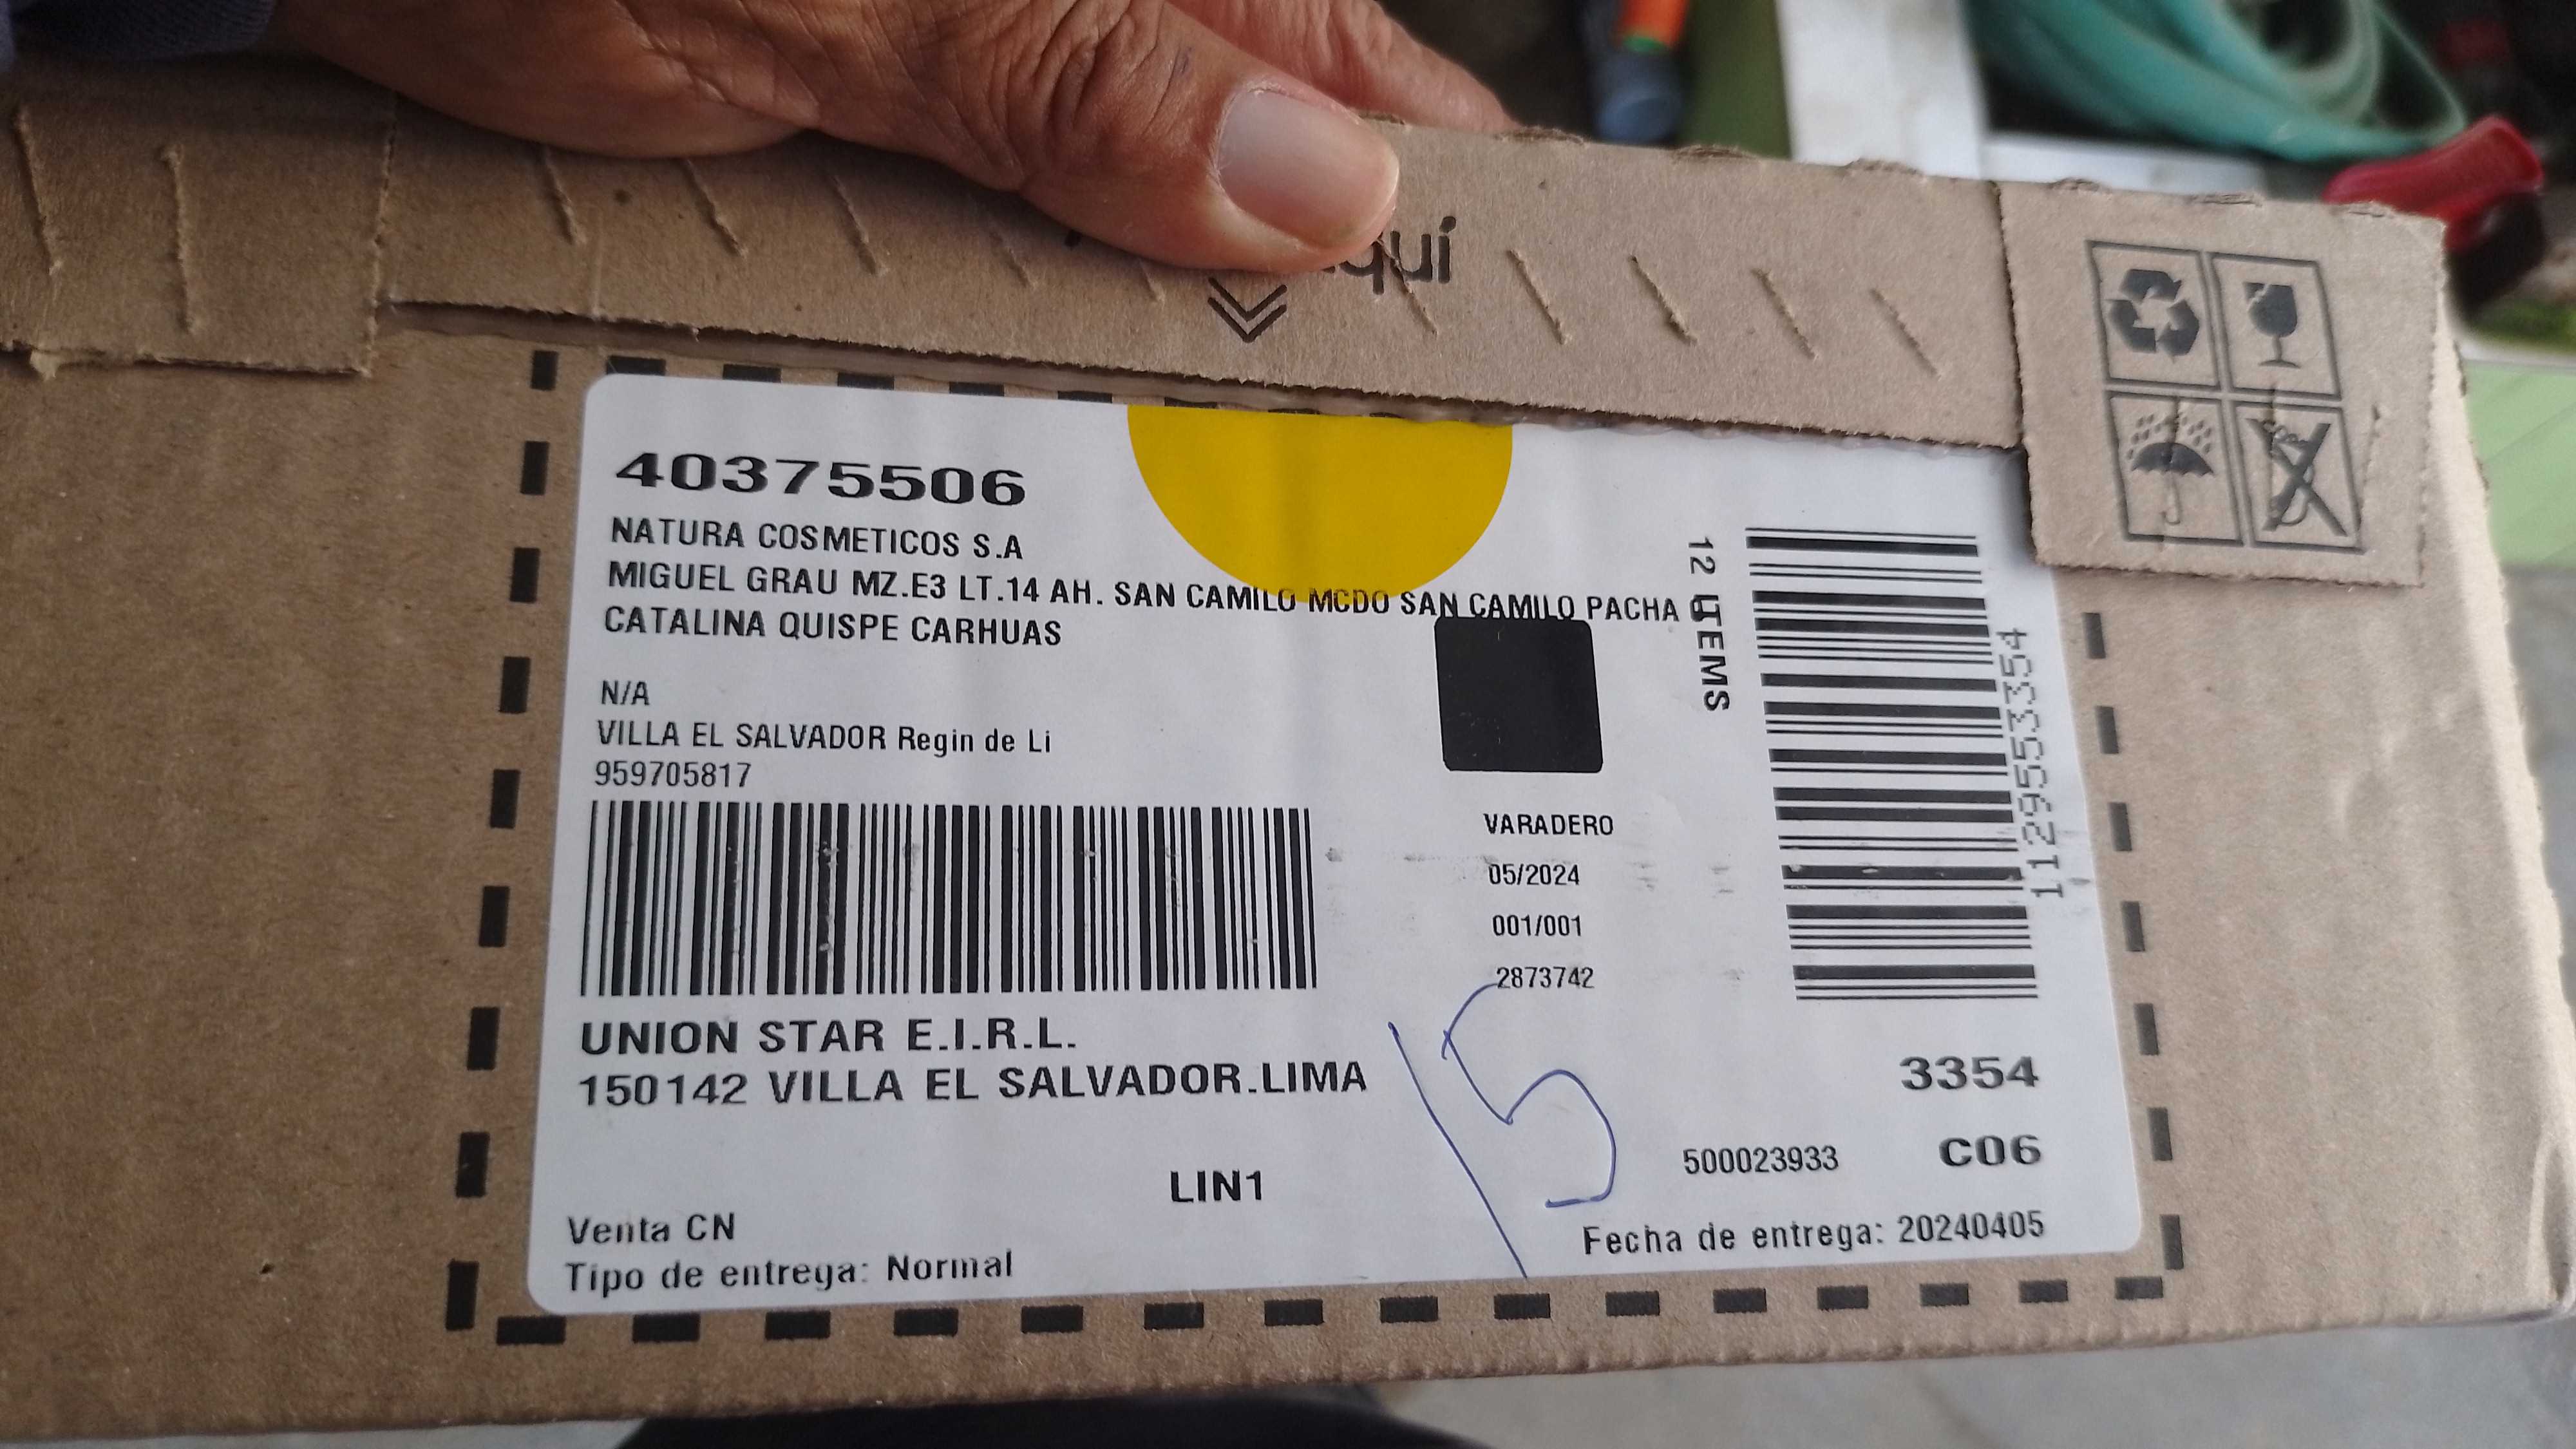 quí
40375506
NATURA COSMETICOS S.A
MIGUEL GRAU MZ.E3 LT.14 AH. SAN CAMILO MCDO SAN CAMILO PACHA
CATALINA QUISPE CARHUAS
N/A
VILLA EL SALVADOR Regin de Li
959705817
12 ITEMS
1129553354
VARADERO
05/2024
001/001
2873742
UNION STAR E.I.R.L.
150142 VILLA EL SALVADOR.LIMA
15
3354
LIN1
500023933 C06
Venta CN
Tipo de entrega: Normal
Fecha de entrega: 20240405